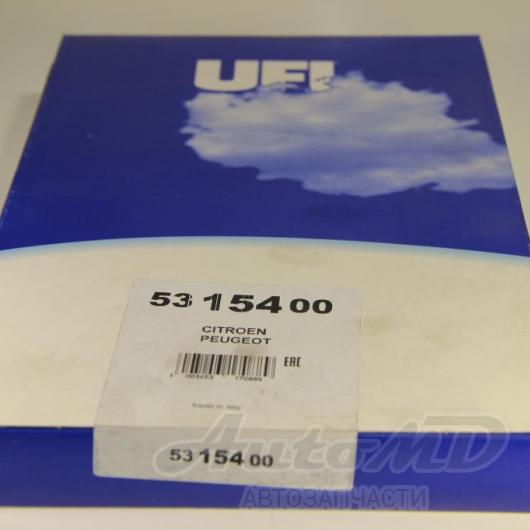 UFI
53 154 00
CITROEN
PEUGEOT
EAC
Made in Italy
53 154 00
AutoMD
АВТОЗАПЧАСТИ